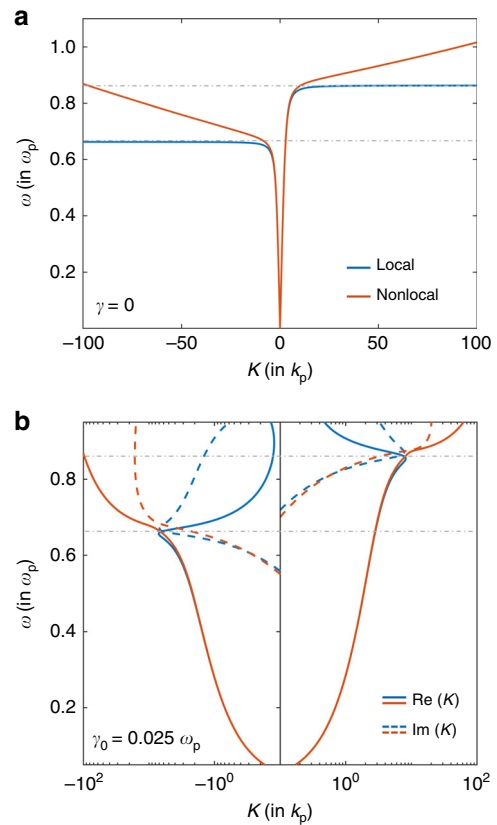 a
1.0
0.8
0.6
0.4
0.2
ω (in ωp)
Local
Nonlocal
γ = 0
−100 −50 0 50 100
K (in kp)
b
0.8
0.6
0.4
0.2
ω (in ωp)
Re (K)
Im (K)
γ0 = 0.025 ωp
−10² −10⁰ 10⁰ 10²
K (in kp)